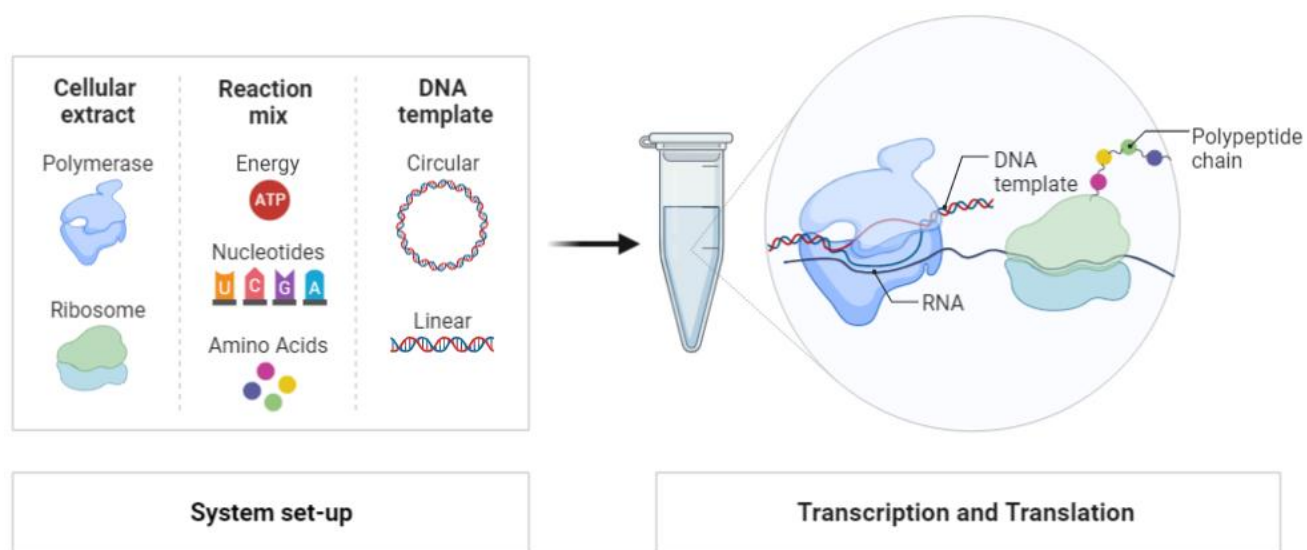 Cellular
extract
Polymerase
Ribosome
Reaction
mix
Energy
ATP
Nucleotides
U C G A
Amino Acids
DNA
template
Circular
Linear
DNA
template
RNA
Polypeptide
chain
System set-up
Transcription and Translation